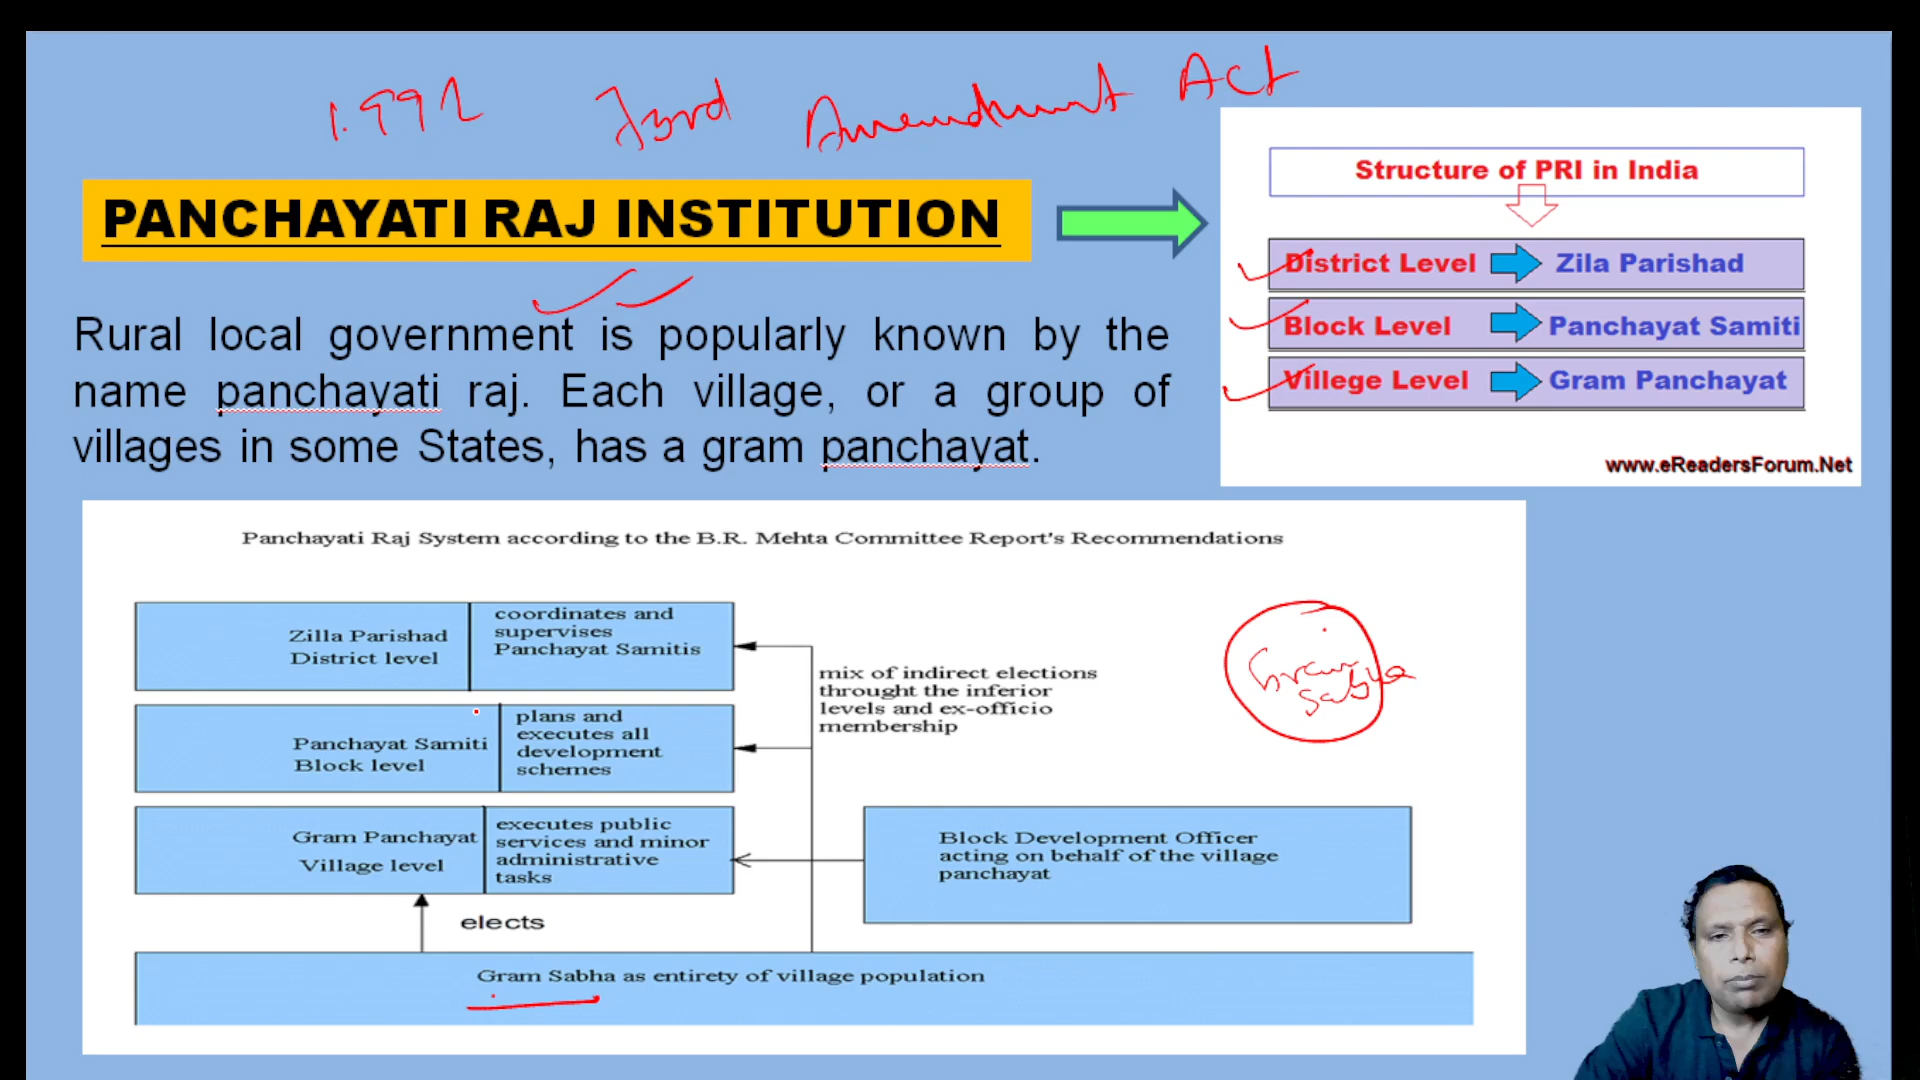 1992 73rd Amendment Act
PANCHAYATI RAJ INSTITUTION
Rural local government is popularly known by the
name panchayati raj. Each village, or a group of
villages in some States, has a gram panchayat.
Structure of PRI in India
District Level Zila Parishad
Block Level Panchayat Samiti
Villege Level Gram Panchayat
www.eReadersForum.Net
Panchayati Raj System according to the B.R. Mehta Committee Report's Recommendations
Zilla Parishad
District level
coordinates and
supervises
Panchayat Samitis
Panchayat Samiti
Block level
plans and
executes all
development
schemes
Gram Panchayat
Village level
executes public
services and minor
administrative
tasks
mix of indirect elections
throught the inferior
levels and ex-officio
membership
Gram
Sabha
Block Development Officer
acting on behalf of the village
panchayat
elects
Gram Sabha as entirety of village population